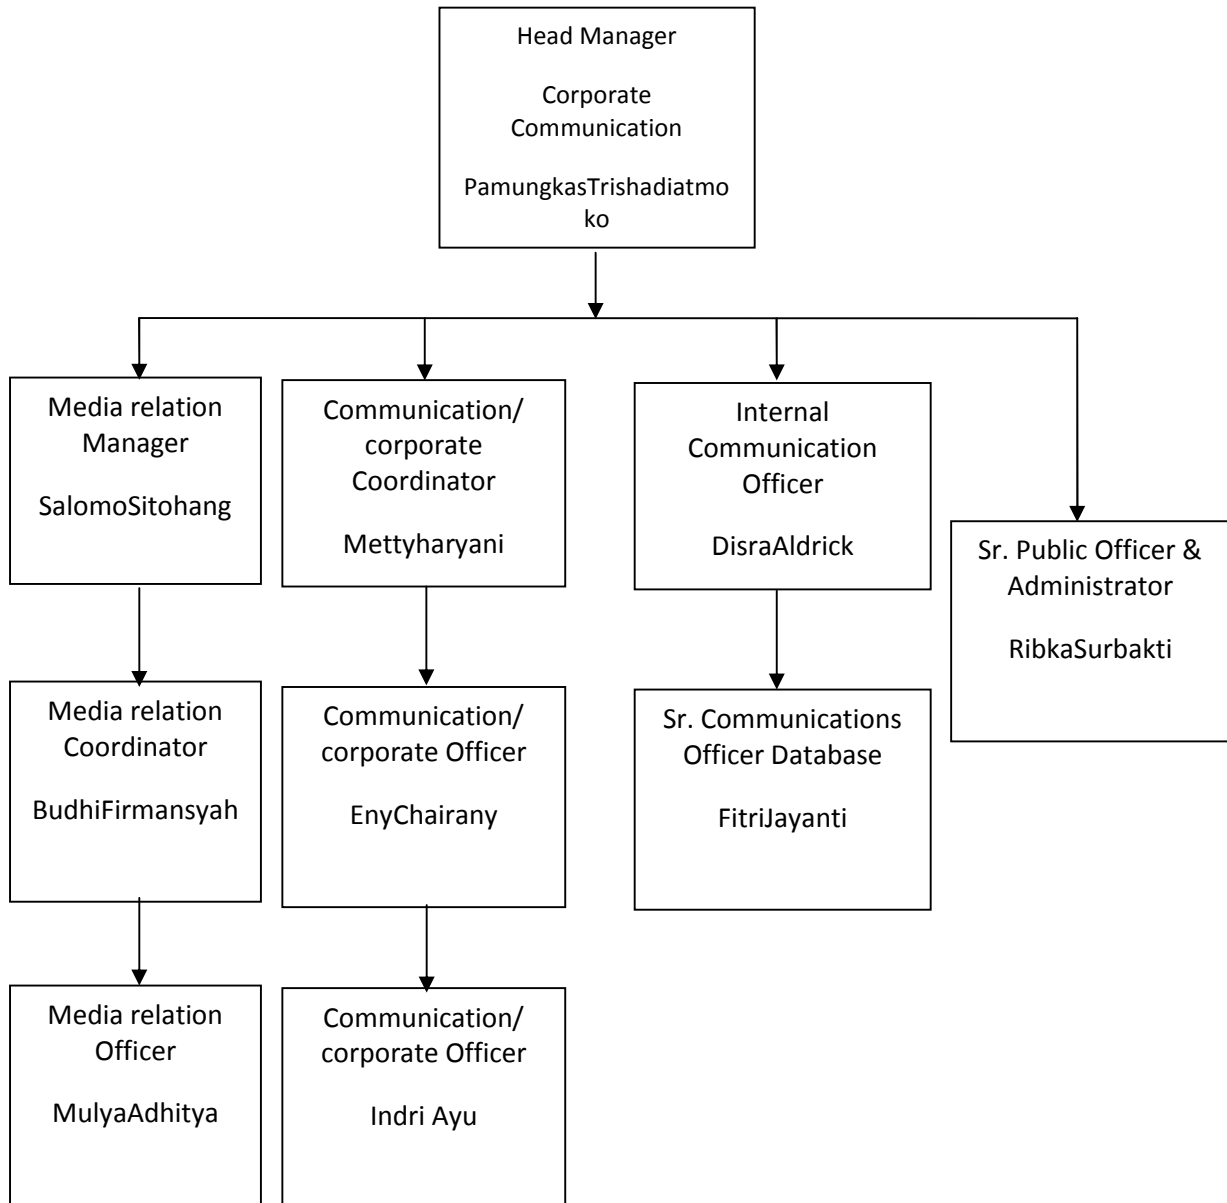 Head Manager
Corporate
Communication
PamungkasTrishadiatmo
ko
Media relation
Manager
SalomoSitohang
Communication/
corporate
Coordinator
Mettyharyani
Internal
Communication
Officer
DisraAldrick
Sr. Public Officer &
Administrator
RibkaSurbakti
Media relation
Coordinator
BudhiFirmansyah
Communication/
corporate Officer
EnyChairany
Sr. Communications
Officer Database
FitriJayanti
Media relation
Officer
MulyaAdhitya
Communication/
corporate Officer
Indri Ayu